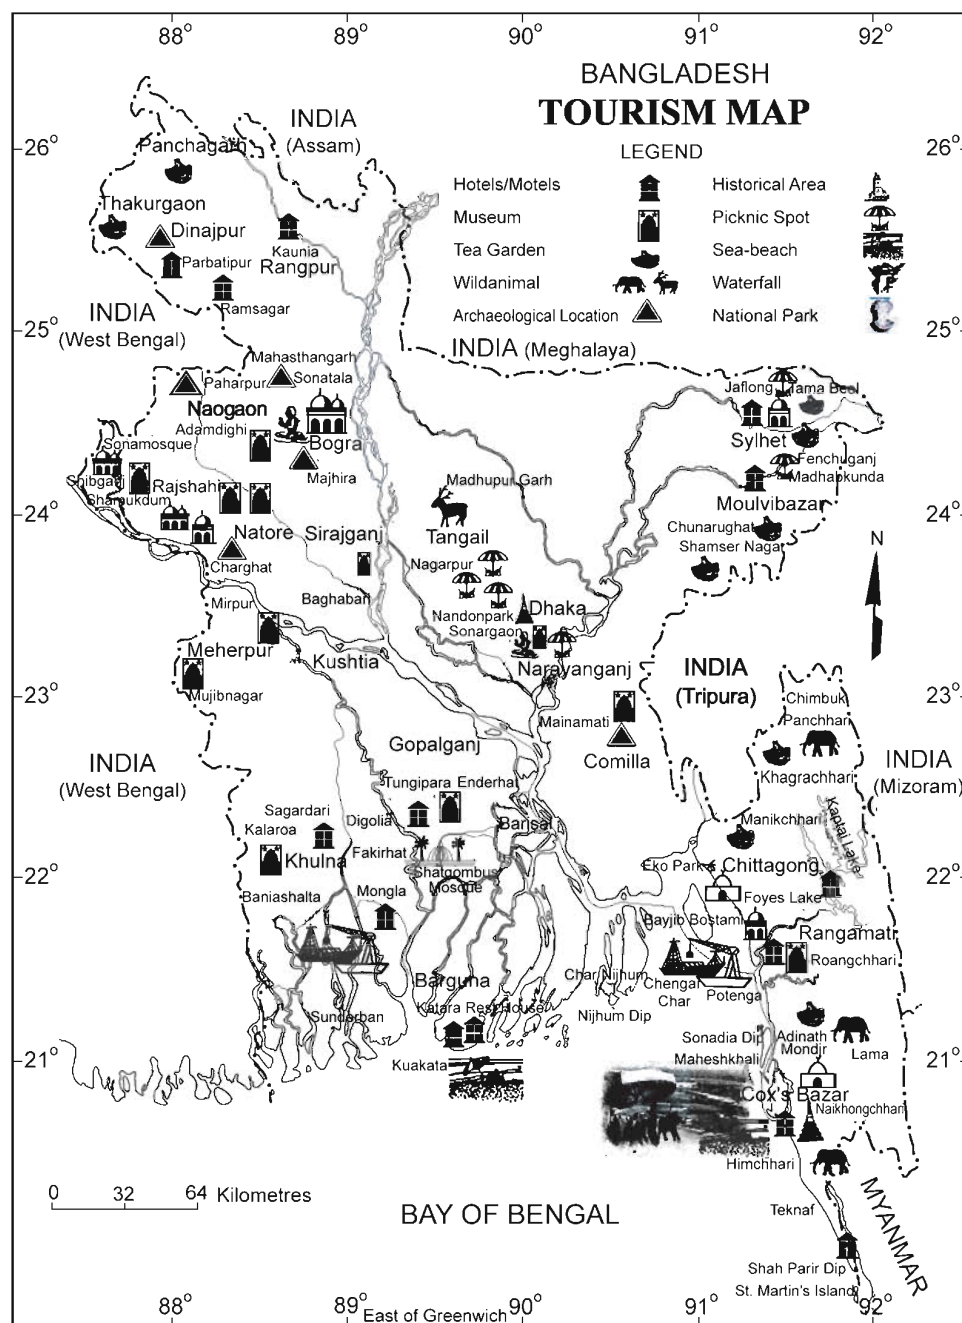 88°
89°
90°
91°
92°
BANGLADESH
TOURISM MAP
LEGEND
Hotels/Motels
Historical Area
Museum
Picknic Spot
Tea Garden
Sea-beach
Wildanimal
Waterfall
Archaeological Location
National Park
26°
26°
INDIA
(Assam)
Panchagarh
Thakurgaon
Dinajpur
Parbatipur
Kaunia
Rangpur
Ramsagar
25°
25°
INDIA
(West Bengal)
INDIA (Meghalaya)
Mahasthangarh
Paharpur
Sonatala
Naogaon
Adamdighi
Bogra
Majhira
Sonamosque
Shibganj
Rajshahi
Sharpukdum
Jaflong
Tama Beel
Sylhet
Fenchuganj
Madhabkunda
Moulvibazar
Chunarughat
Shamser Nagar
24°
24°
Madhupur Garh
Tangail
Natore
Sirajganj
Charghat
Nagarpur
Baghabari
Nandonpark
Dhaka
Sonargaon
Narayanganj
N
Mirpur
Meherpur
Mujibnagar
Kushtia
23°
23°
INDIA
(Tripura)
Mainamati
Comilla
Chimbuk
Panchhari
Khagrachhari
INDIA
(Mizoram)
INDIA
(West Bengal)
Gopalganj
Tungipara
Enderhat
Sagardari
Digolia
Kalaroa
Khulna
Fakirhat
Barisal
Shatgombus
Mosque
Manikchhari
Kaptai Lake
Eko Park
Chittagong
Foyes Lake
22°
22°
Baniashalta
Mongla
Bayjib Bostami
Rangamati
Roangchhari
Chengar
Char
Potenga
Char Nijhum
Nijhum Dip
Barguna
Katara Rest House
Sunderban
Kuakata
Sonadia Dip
Maheshkhali
Adinath
Mondir
Lama
21°
21°
Cox's Bazar
Naikhongchhari
Himchhari
Teknaf
MYANMAR
Shah Parir Dip
St. Martin's Island
0 32 64 Kilometres
BAY OF BENGAL
88°
89°
90°
91°
92°
East of Greenwich